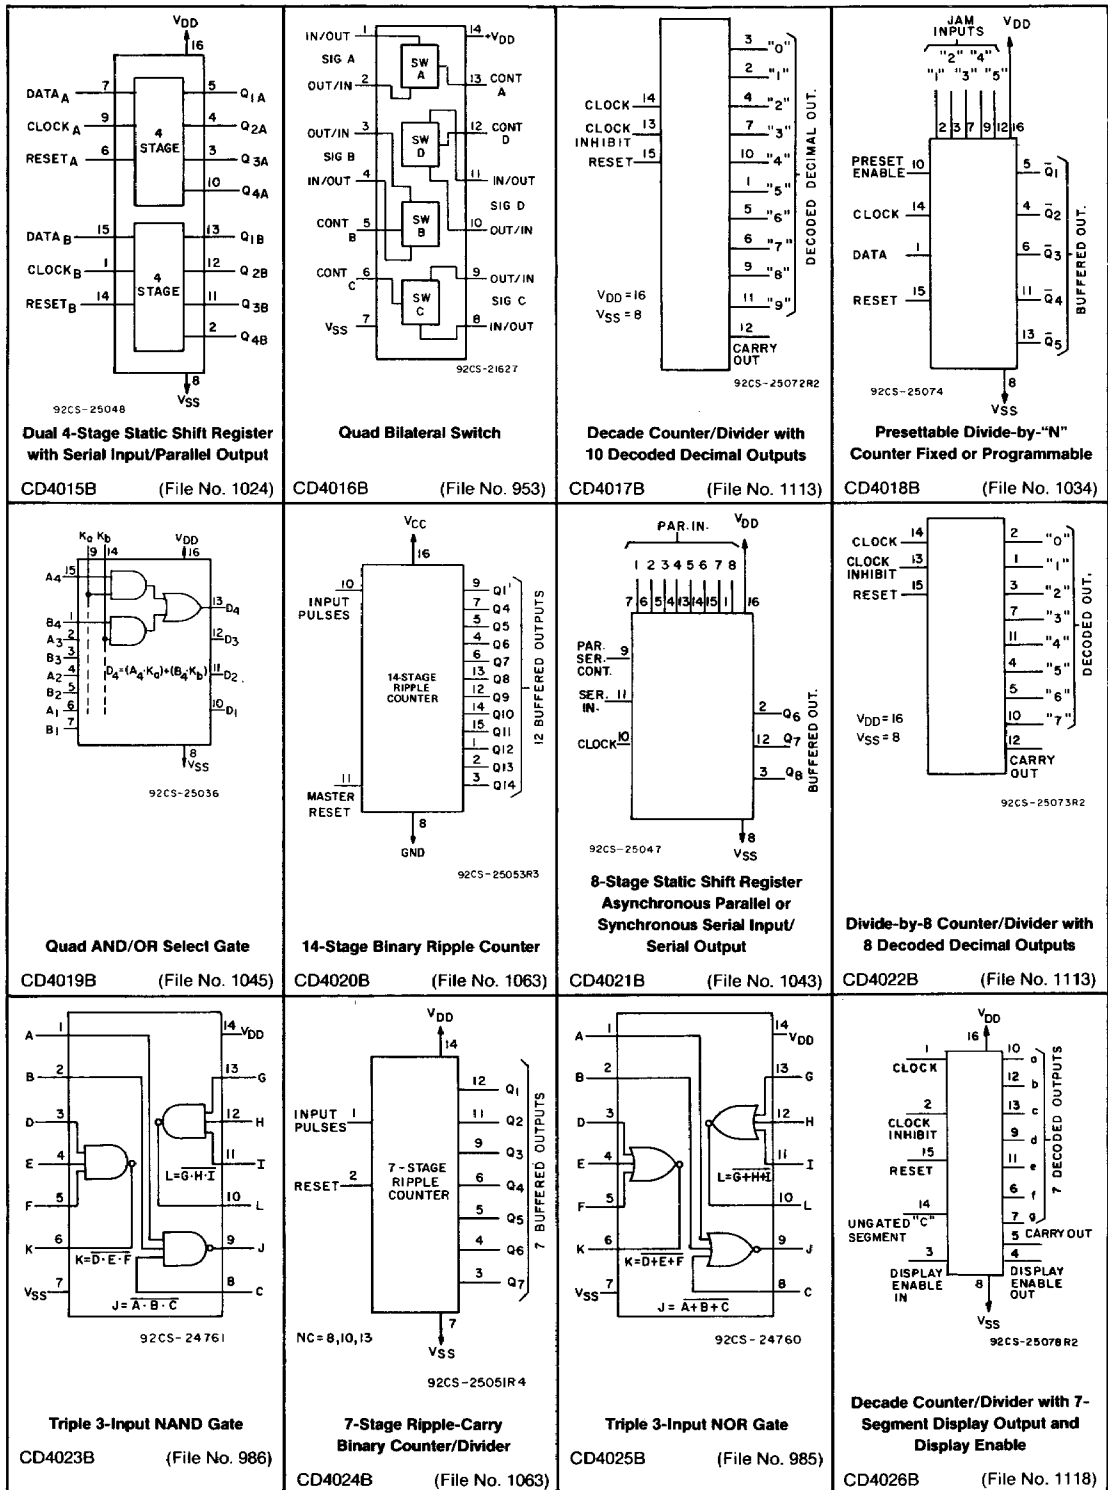 VDD
16
DATAA 7 5 Q1A
CLOCKA 9 4 Q2A
RESETA 6 3 Q3A
4 STAGE
10 Q4A
DATAB 15 13 Q1B
CLOCKB 1 12 Q2B
RESETB 14 11 Q3B
4 STAGE
2 Q4B
8
VSS
92CS-25048
Dual 4-Stage Static Shift Register
with Serial Input/Parallel Output
CD4015B (File No. 1024)
IN/OUT 1 14 +VDD
SIG A SW A
13 CONT A
OUT/IN 2
OUT/IN 3 12 CONT D
SW D
SIG B
IN/OUT 4 11 IN/OUT
SIG D
CONT B 5 SW B 10 OUT/IN
CONT C 6 9 OUT/IN
SW C SIG C
VSS 7 8 IN/OUT
92CS-21627
Quad Bilateral Switch
CD4016B (File No. 953)
3 "0"
2 "1"
CLOCK 14 4 "2"
CLOCK INHIBIT 13 7 "3"
RESET 15 10 "4"
1 "5"
5 "6"
6 "7"
9 "8"
11 "9"
DECODED DECIMAL OUT.
VDD=16
VSS=8
12
CARRY OUT
92CS-25072R2
Decade Counter/Divider with
10 Decoded Decimal Outputs
CD4017B (File No. 1113)
JAM INPUTS
VDD
"2" "4"
"1" "3" "5"
2 3 7 9 12 16
PRESET ENABLE 10 5 Q̅1
CLOCK 14 4 Q̅2
DATA 1 6 Q̅3
RESET 15 11 Q̅4
13 Q̅5
BUFFERED OUT.
92CS-25074 8
VSS
Presettable Divide-by-"N"
Counter Fixed or Programmable
CD4018B (File No. 1034)
Ka Kb VDD
9 14 16
A4 15
13 D4
B4 1
A3 2 12 D3
B3 3
D4=(A4·Ka)+(B4·Kb)
A2 4 11 D2
B2 5
A1 6 10 D1
B1 7
8
VSS
92CS-25036
Quad AND/OR Select Gate
CD4019B (File No. 1045)
VCC
16
10 INPUT PULSES
9 Q1'
7 Q4
5 Q5
4 Q6
6 Q7
13 Q8
12 Q9
14 Q10
15 Q11
1 Q12
2 Q13
3 Q14
14-STAGE RIPPLE COUNTER
12 BUFFERED OUTPUTS
11 MASTER RESET
8
GND
92CS-25053R3
14-Stage Binary Ripple Counter
CD4020B (File No. 1063)
PAR. IN. VDD
1 2 3 4 5 6 7 8
7 6 5 4 13 14 15 1 16
PAR. SER. CONT. 9
SER. IN. 11
2 Q6
CLOCK 10 12 Q7
3 Q8
BUFFERED OUT.
92CS-25047 8
VSS
8-Stage Static Shift Register
Asynchronous Parallel or
Synchronous Serial Input/
Serial Output
CD4021B (File No. 1043)
CLOCK 14 2 "0"
CLOCK INHIBIT 13 1 "1"
RESET 15 3 "2"
7 "3"
11 "4"
4 "5"
5 "6"
10 "7"
DECODED OUT.
VDD=16
VSS=8
12
CARRY OUT
92CS-25073R2
Divide-by-8 Counter/Divider with
8 Decoded Decimal Outputs
CD4022B (File No. 1113)
A 1 14 VDD
B 2 13 G
D 3 12 H
E 4 11 I
L=G̅·̅H̅·̅I̅
F 5 10 L
K 6 9 J
K=D̅·̅E̅·̅F̅
VSS 7 8 C
J=A̅·̅B̅·̅C̅
92CS-24761
Triple 3-Input NAND Gate
CD4023B (File No. 986)
VDD
14
12 Q1
INPUT PULSES 1 11 Q2
9 Q3
RESET 2 6 Q4
5 Q5
4 Q6
3 Q7
7-STAGE RIPPLE COUNTER
7 BUFFERED OUTPUTS
NC=8,10,13 7
VSS
92CS-25051R4
7-Stage Ripple-Carry
Binary Counter/Divider
CD4024B (File No. 1063)
A 1 14 VDD
B 2 13 G
D 3 12 H
E 4 11 I
L=G̅+̅H̅+̅I̅
F 5 10 L
K 6 9 J
K=D̅+̅E̅+̅F̅
VSS 7 8 C
J=A̅+̅B̅+̅C̅
92CS-24760
Triple 3-Input NOR Gate
CD4025B (File No. 985)
VDD
16
1 CLOCK 10 a
12 b
2 CLOCK INHIBIT 13 c
9 d
15 RESET 11 e
6 f
14 UNGATED "C" SEGMENT 7 g
7 DECODED OUTPUTS
5 CARRY OUT
3 DISPLAY ENABLE IN 4 DISPLAY ENABLE OUT
8
VSS
92CS-25078R2
Decade Counter/Divider with 7-
Segment Display Output and
Display Enable
CD4026B (File No. 1118)